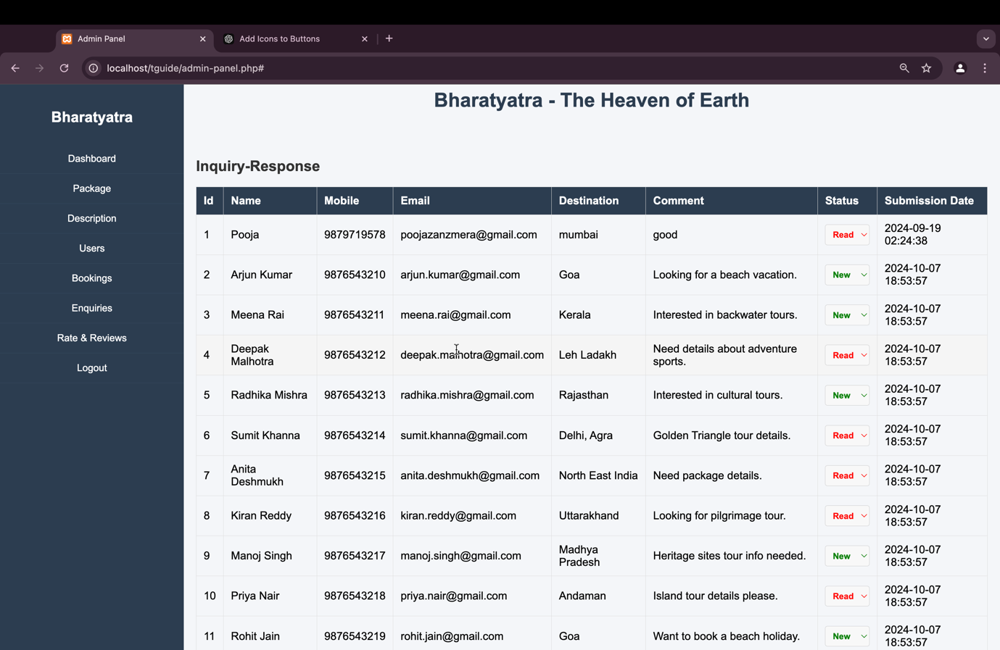 Admin Panel
Add Icons to Buttons
localhost/tguide/admin-panel.php#
Bharatyatra
Dashboard
Package
Description
Users
Bookings
Enquiries
Rate & Reviews
Logout
Bharatyatra - The Heaven of Earth
Inquiry-Response
Id Name Mobile Email Destination Comment Status Submission Date
1 Pooja 9879719578 poojazanzmera@gmail.com mumbai good Read 2024-09-19
02:24:38
2 Arjun Kumar 9876543210 arjun.kumar@gmail.com Goa Looking for a beach vacation. New 2024-10-07
18:53:57
3 Meena Rai 9876543211 meena.rai@gmail.com Kerala Interested in backwater tours. New 2024-10-07
18:53:57
4 Deepak
Malhotra 9876543212 deepak.malhotra@gmail.com Leh Ladakh Need details about adventure
sports. Read 2024-10-07
18:53:57
5 Radhika Mishra 9876543213 radhika.mishra@gmail.com Rajasthan Interested in cultural tours. New 2024-10-07
18:53:57
6 Sumit Khanna 9876543214 sumit.khanna@gmail.com Delhi, Agra Golden Triangle tour details. Read 2024-10-07
18:53:57
7 Anita
Deshmukh 9876543215 anita.deshmukh@gmail.com North East India Need package details. Read 2024-10-07
18:53:57
8 Kiran Reddy 9876543216 kiran.reddy@gmail.com Uttarakhand Looking for pilgrimage tour. Read 2024-10-07
18:53:57
9 Manoj Singh 9876543217 manoj.singh@gmail.com Madhya
Pradesh Heritage sites tour info needed. New 2024-10-07
18:53:57
10 Priya Nair 9876543218 priya.nair@gmail.com Andaman Island tour details please. Read 2024-10-07
18:53:57
11 Rohit Jain 9876543219 rohit.jain@gmail.com Goa Want to book a beach holiday. New 2024-10-07
18:53:57